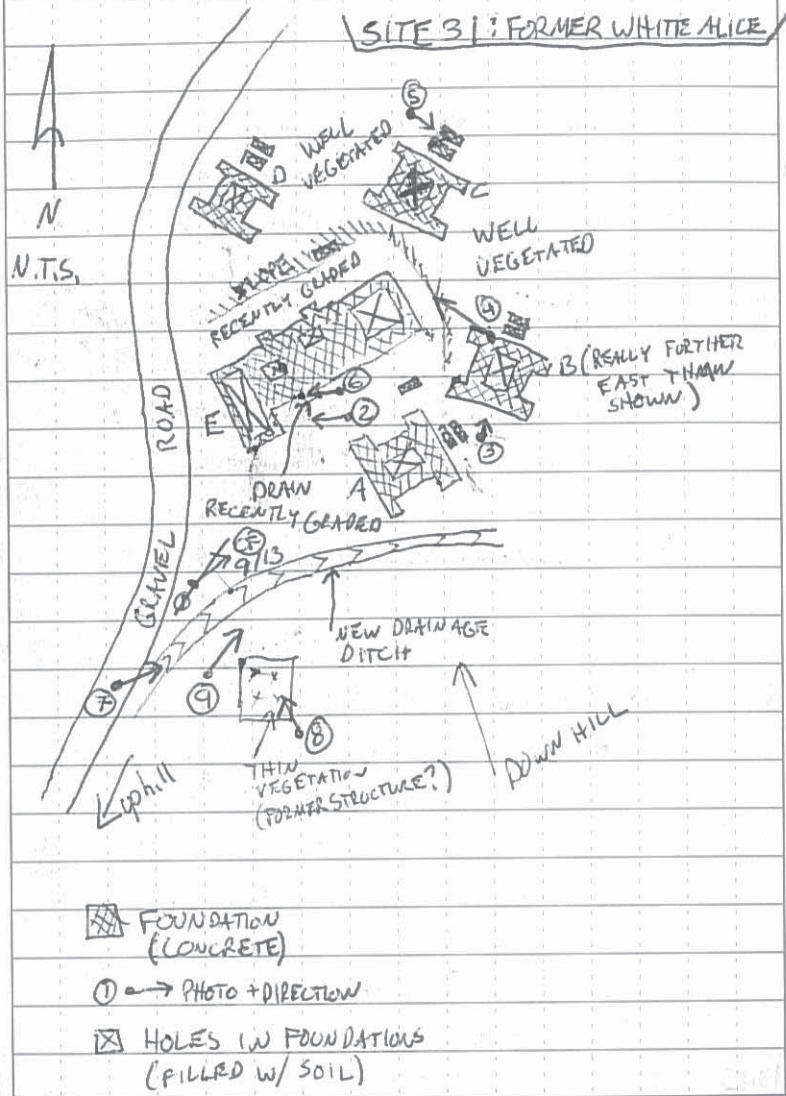 SITE 31: FORMER WHITE ALICE
N
N.T.S.
5
D
WELL
VEGETATED
C
WELL
VEGETATED
SLOPE
RECENTLY GRADED
4
B (REALLY FURTHER
EAST THAN
SHOWN)
6
2
3
E
A
DRAIN
RECENTLY GRADED
GRAVEL ROAD
9/13
NEW DRAINAGE
DITCH
7
9
8
THIN
VEGETATION
(FORMER STRUCTURE?)
DOWN HILL
uphill
FOUNDATION
(CONCRETE)
1 PHOTO + DIRECTION
HOLES IN FOUNDATIONS
(FILLED W/ SOIL)